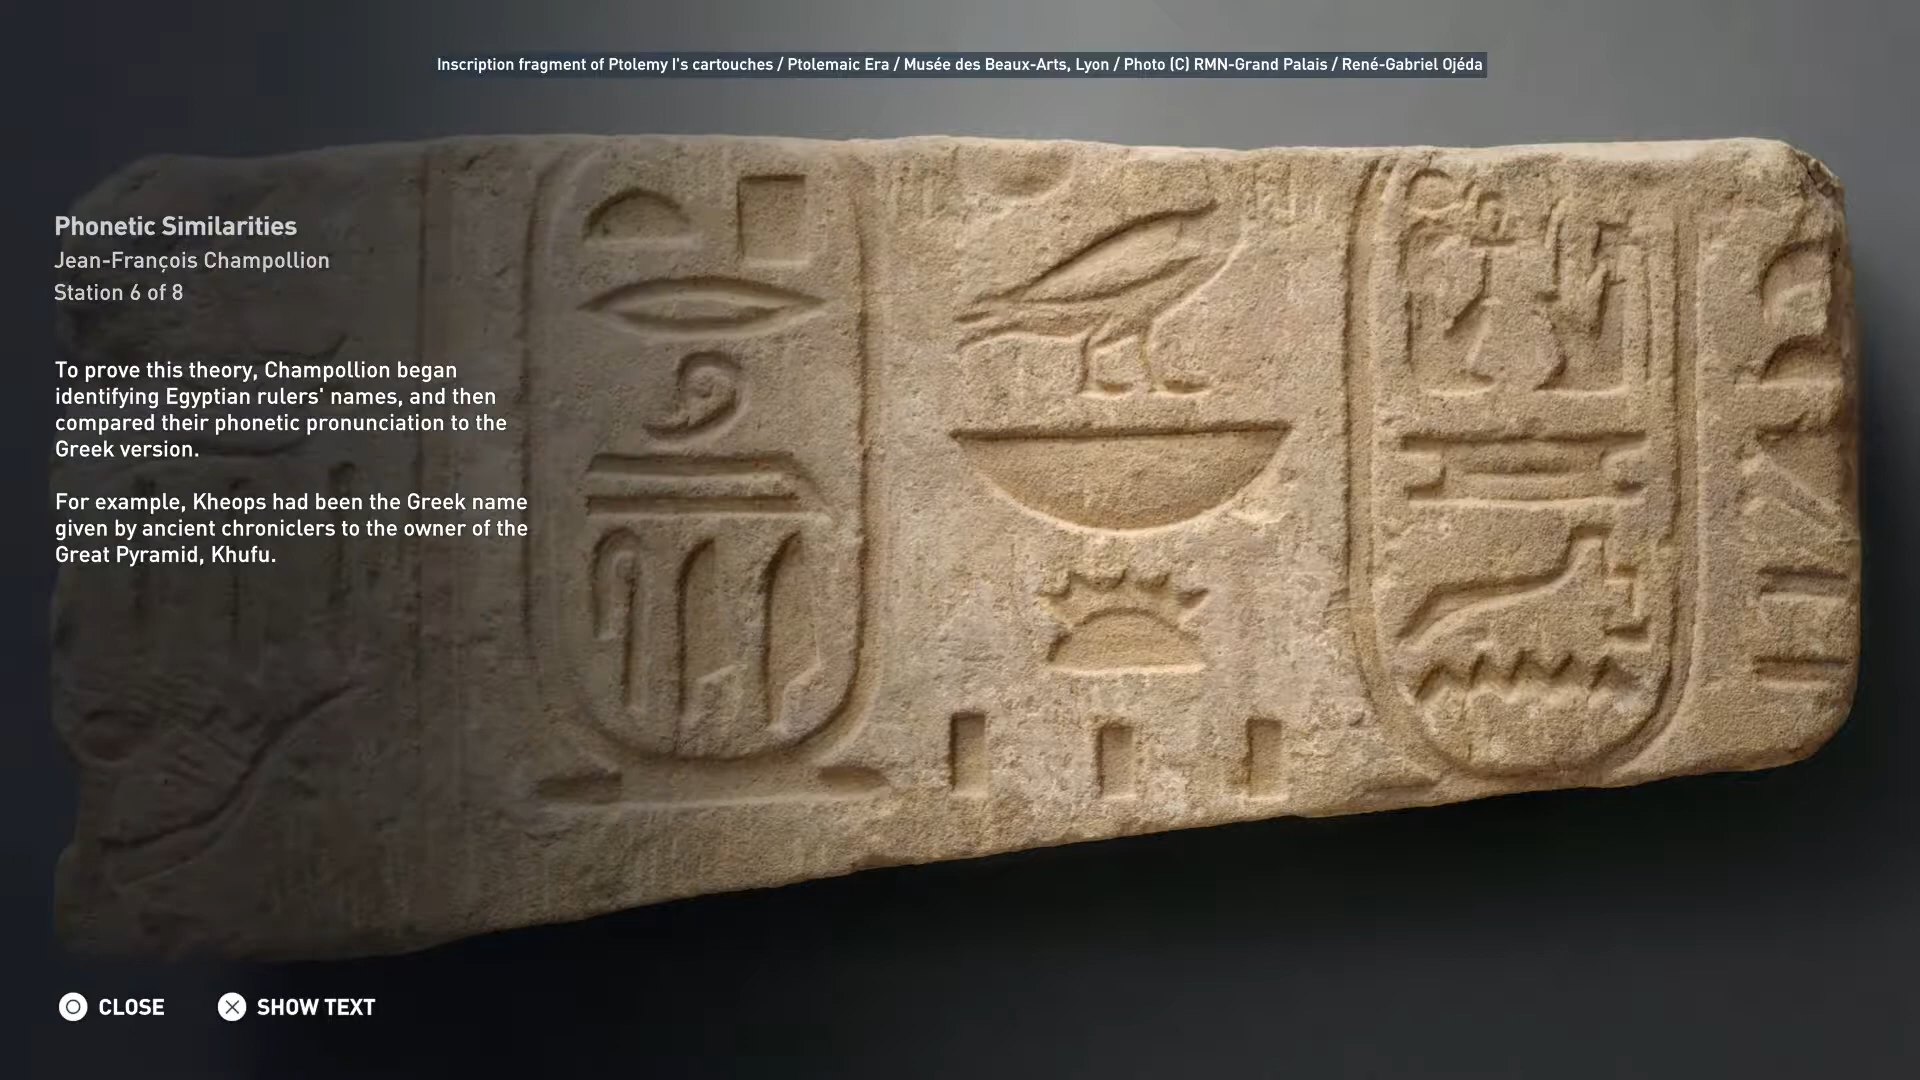 Inscription fragment of Ptolemy I's cartouches / Ptolemaic Era / Musée des Beaux-Arts, Lyon / Photo (C) RMN-Grand Palais / René-Gabriel Ojéda
Phonetic Similarities
Jean-François Champollion
Station 6 of 8
To prove this theory, Champollion began
identifying Egyptian rulers' names, and then
compared their phonetic pronunciation to the
Greek version.
For example, Kheops had been the Greek name
given by ancient chroniclers to the owner of the
Great Pyramid, Khufu.
CLOSE
SHOW TEXT